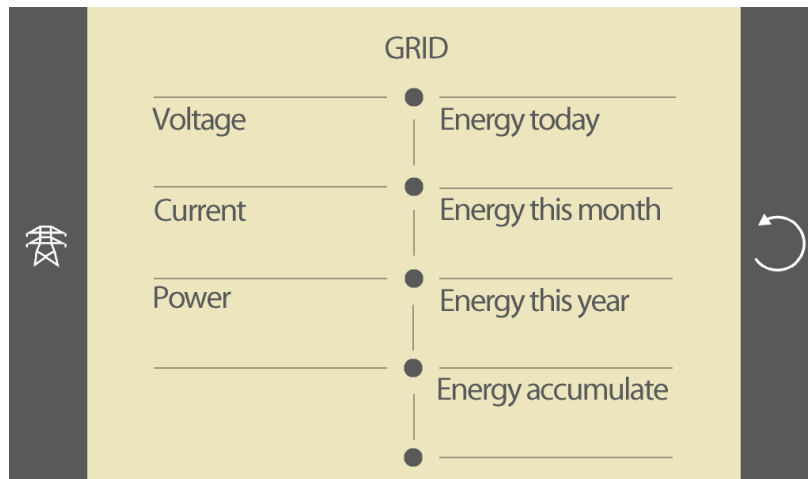 GRID
Voltage
Energy today
Current
Energy this month
Power
Energy this year
Energy accumulate